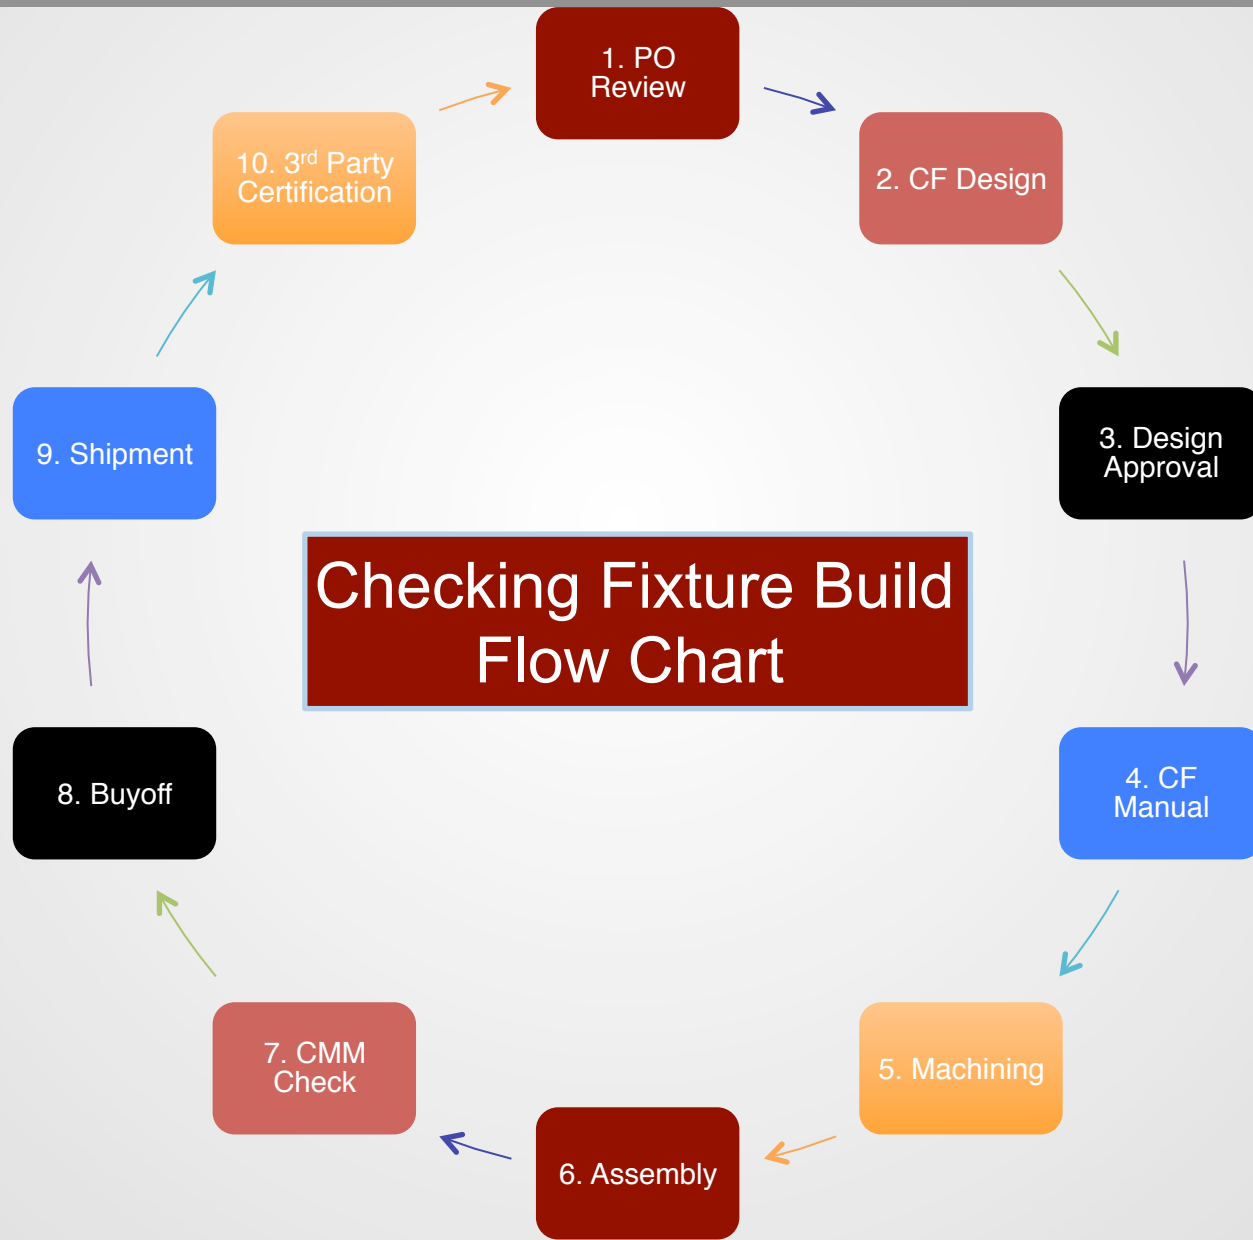 1. PO
Review
2. CF Design
3. Design
Approval
4. CF
Manual
5. Machining
6. Assembly
7. CMM
Check
8. Buyoff
9. Shipment
10. 3rd Party
Certification
Checking Fixture Build
Flow Chart